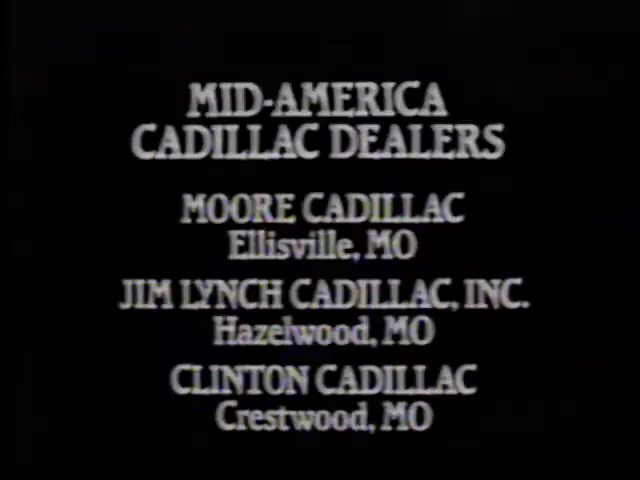 MID-AMERICA
CADILLAC DEALERS
MOORE CADILLAC
Ellisville, MO
JIM LYNCH CADILLAC, INC.
Hazelwood, MO
CLINTON CADILLAC
Crestwood, MO